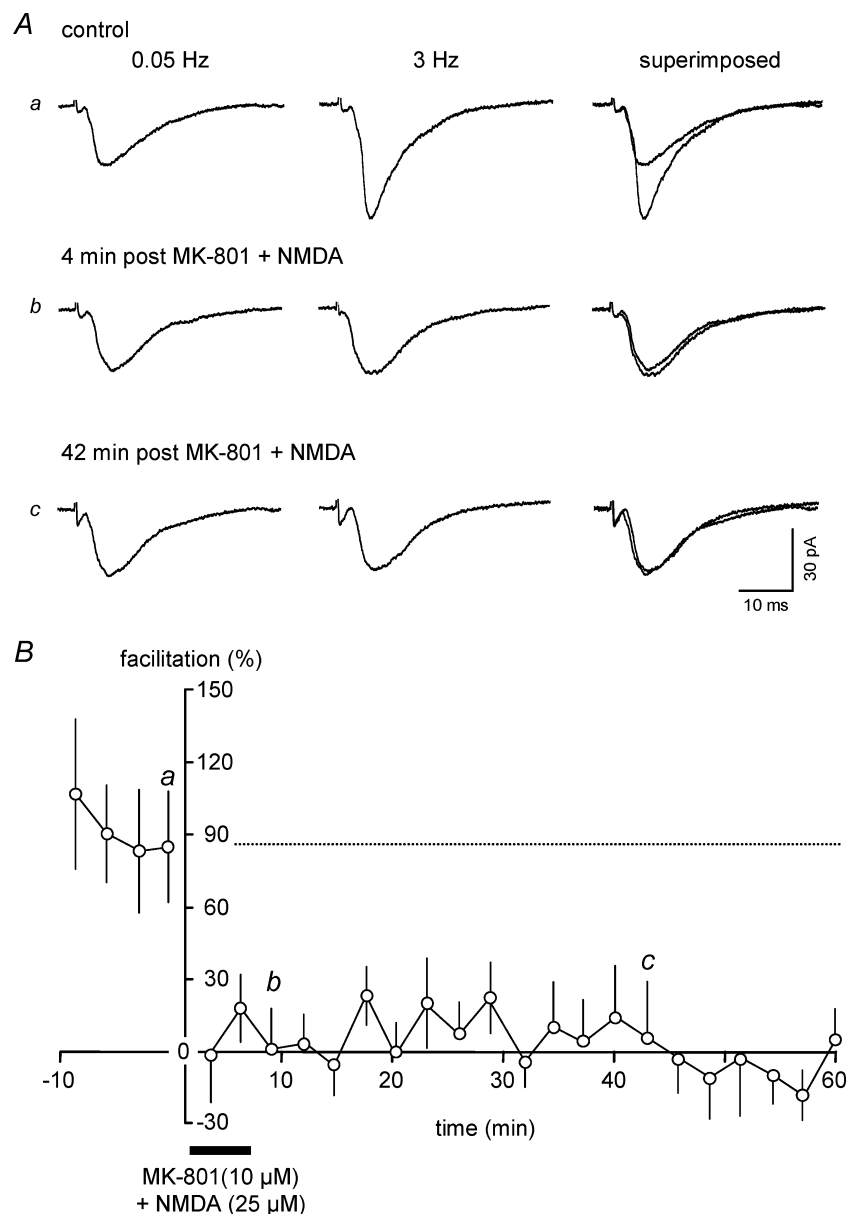 A
control
0.05 Hz 3 Hz superimposed
a
4 min post MK-801 + NMDA
b
42 min post MK-801 + NMDA
c
30 pA
10 ms
B
facilitation (%)
150
120
a
90
60
30
b
c
0
-10 10 20 30 40 60
-30
time (min)
MK-801(10 µM)
+ NMDA (25 µM)